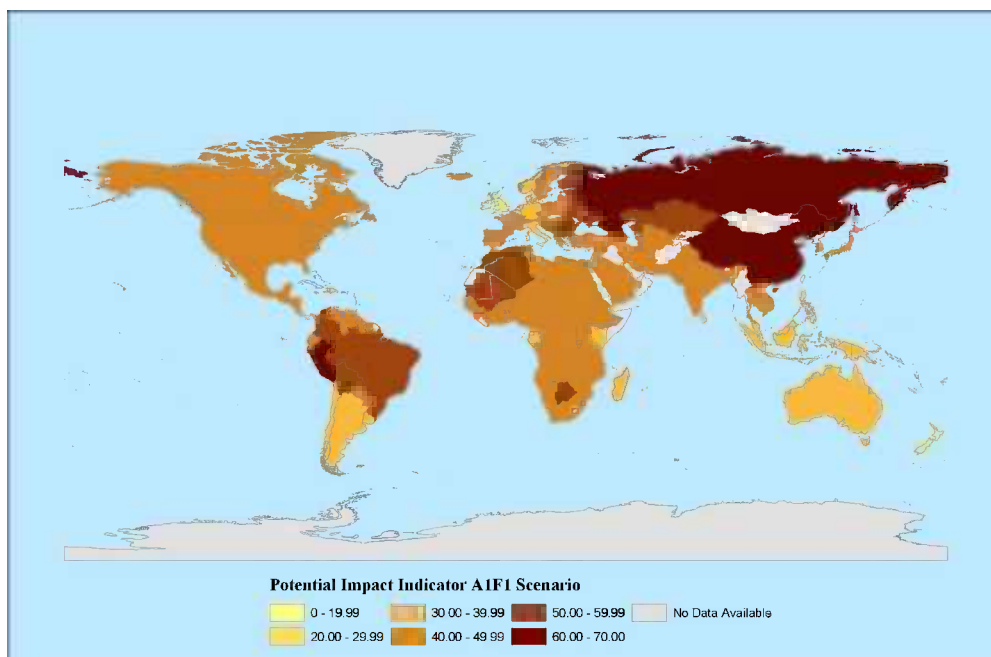 Potential Impact Indicator A1F1 Scenario
0 - 19.99 30.00 - 39.99 50.00 - 59.99 No Data Available
20.00 - 29.99 40.00 - 49.99 60.00 - 70.00